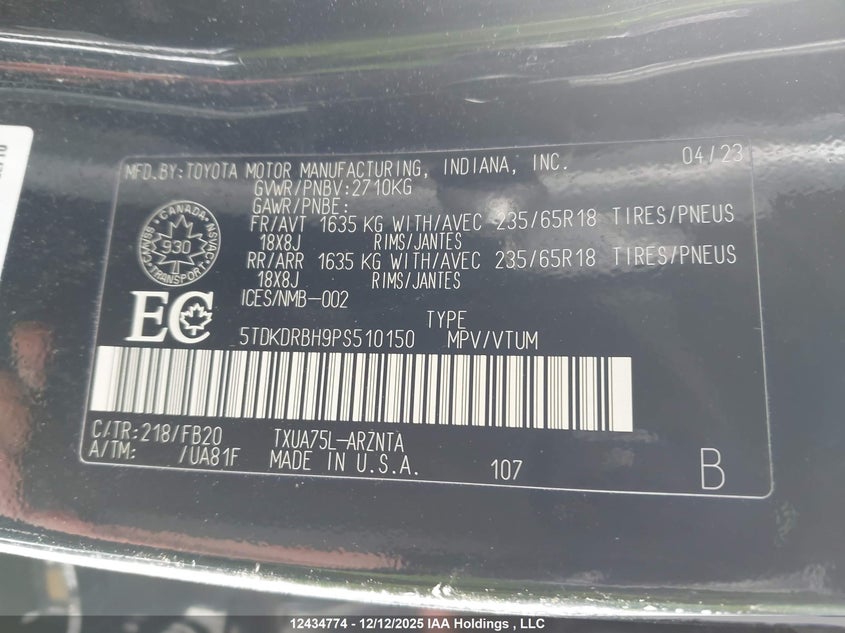 MFD.BY:TOYOTA MOTOR MANUFACTURING, INDIANA, INC. 04/23
GVWR/PNBV:2710KG
GAWR/PNBE:
FR/AVT 1635 KG WITH/AVEC 235/65R18 TIRES/PNEUS
18X8J RIMS/JANTES
RR/ARR 1635 KG WITH/AVEC 235/65R18 TIRES/PNEUS
18X8J RIMS/JANTES
ICES/NMB-002
CANADA
CMVSS 930 NSVAC
TRANSPORT
EC
TYPE
5TDKDRBH9PS510150 MPV/VTUM
C/TR:218/FB20 TXUA75L-ARZNTA
A/TM: /UA81F MADE IN U.S.A. 107 B
12434774 - 12/12/2025 IAA Holdings , LLC